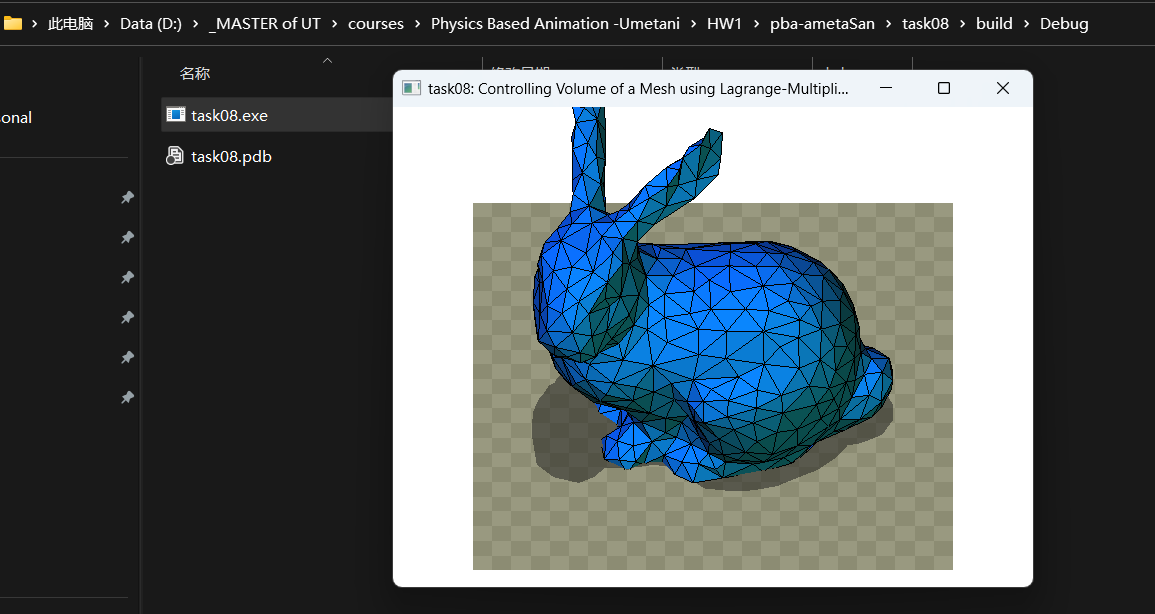 此电脑 › Data (D:) › _MASTER of UT › courses › Physics Based Animation -Umetani › HW1 › pba-ametaSan › task08 › build › Debug
名称
task08: Controlling Volume of a Mesh using Lagrange-Multipli...
onal
task08.exe
task08.pdb